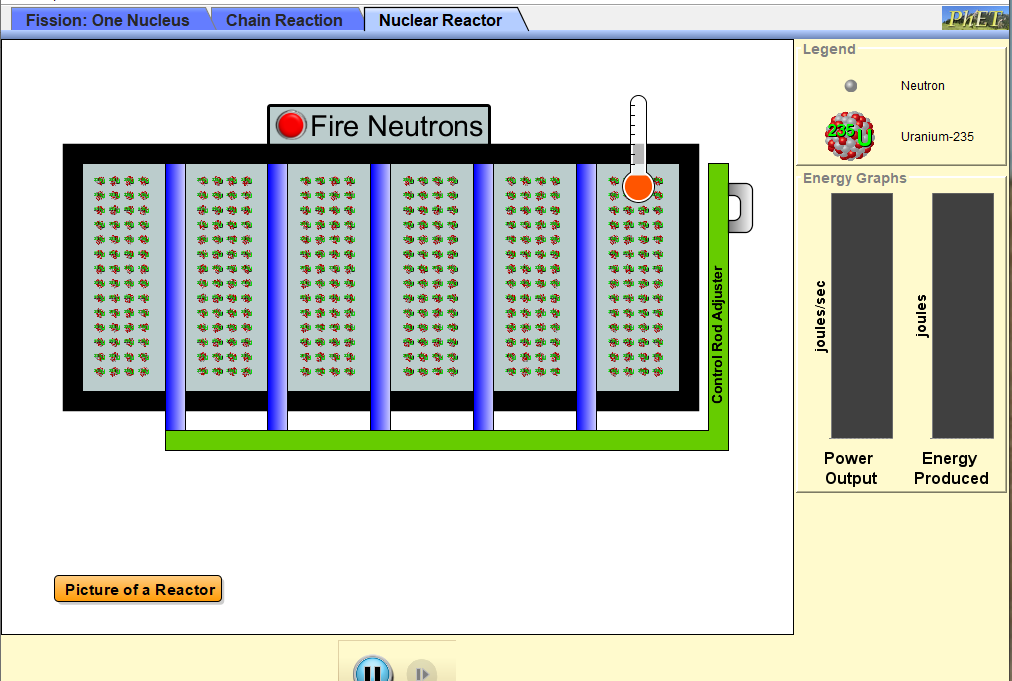 Fission: One Nucleus
Chain Reaction
Nuclear Reactor
PhET
Legend
Neutron
235U
Uranium-235
Fire Neutrons
Control Rod Adjuster
Energy Graphs
joules/sec
joules
Power Output
Energy Produced
Picture of a Reactor